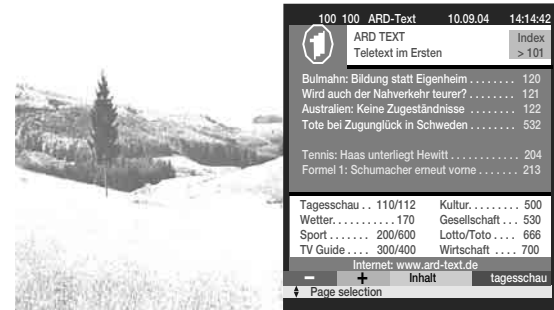 100 100 ARD-Text 10.09.04 14:14:42
ARD TEXT
Teletext im Ersten
Index
> 101
Bulmahn: Bildung statt Eigenheim . . . . . . . . 120
Wird auch der Nahverkehr teurer? . . . . . . . . 121
Australien: Keine Zugeständnisse . . . . . . . . 122
Tote bei Zugunglück in Schweden . . . . . . . 532
Tennis: Haas unterliegt Hewitt . . . . . . . . . . . . 204
Formel 1: Schumacher erneut vorne . . . . . . . 213
Tagesschau . . 110/112 Kultur. . . . . . . . . 500
Wetter. . . . . . . . . . 170 Gesellschaft . . . 530
Sport . . . . . . 200/600 Lotto/Toto . . . . 666
TV Guide . . . . 300/400 Wirtschaft . . . . 700
Internet: www.ard-text.de
− + Inhalt tagesschau
Page selection